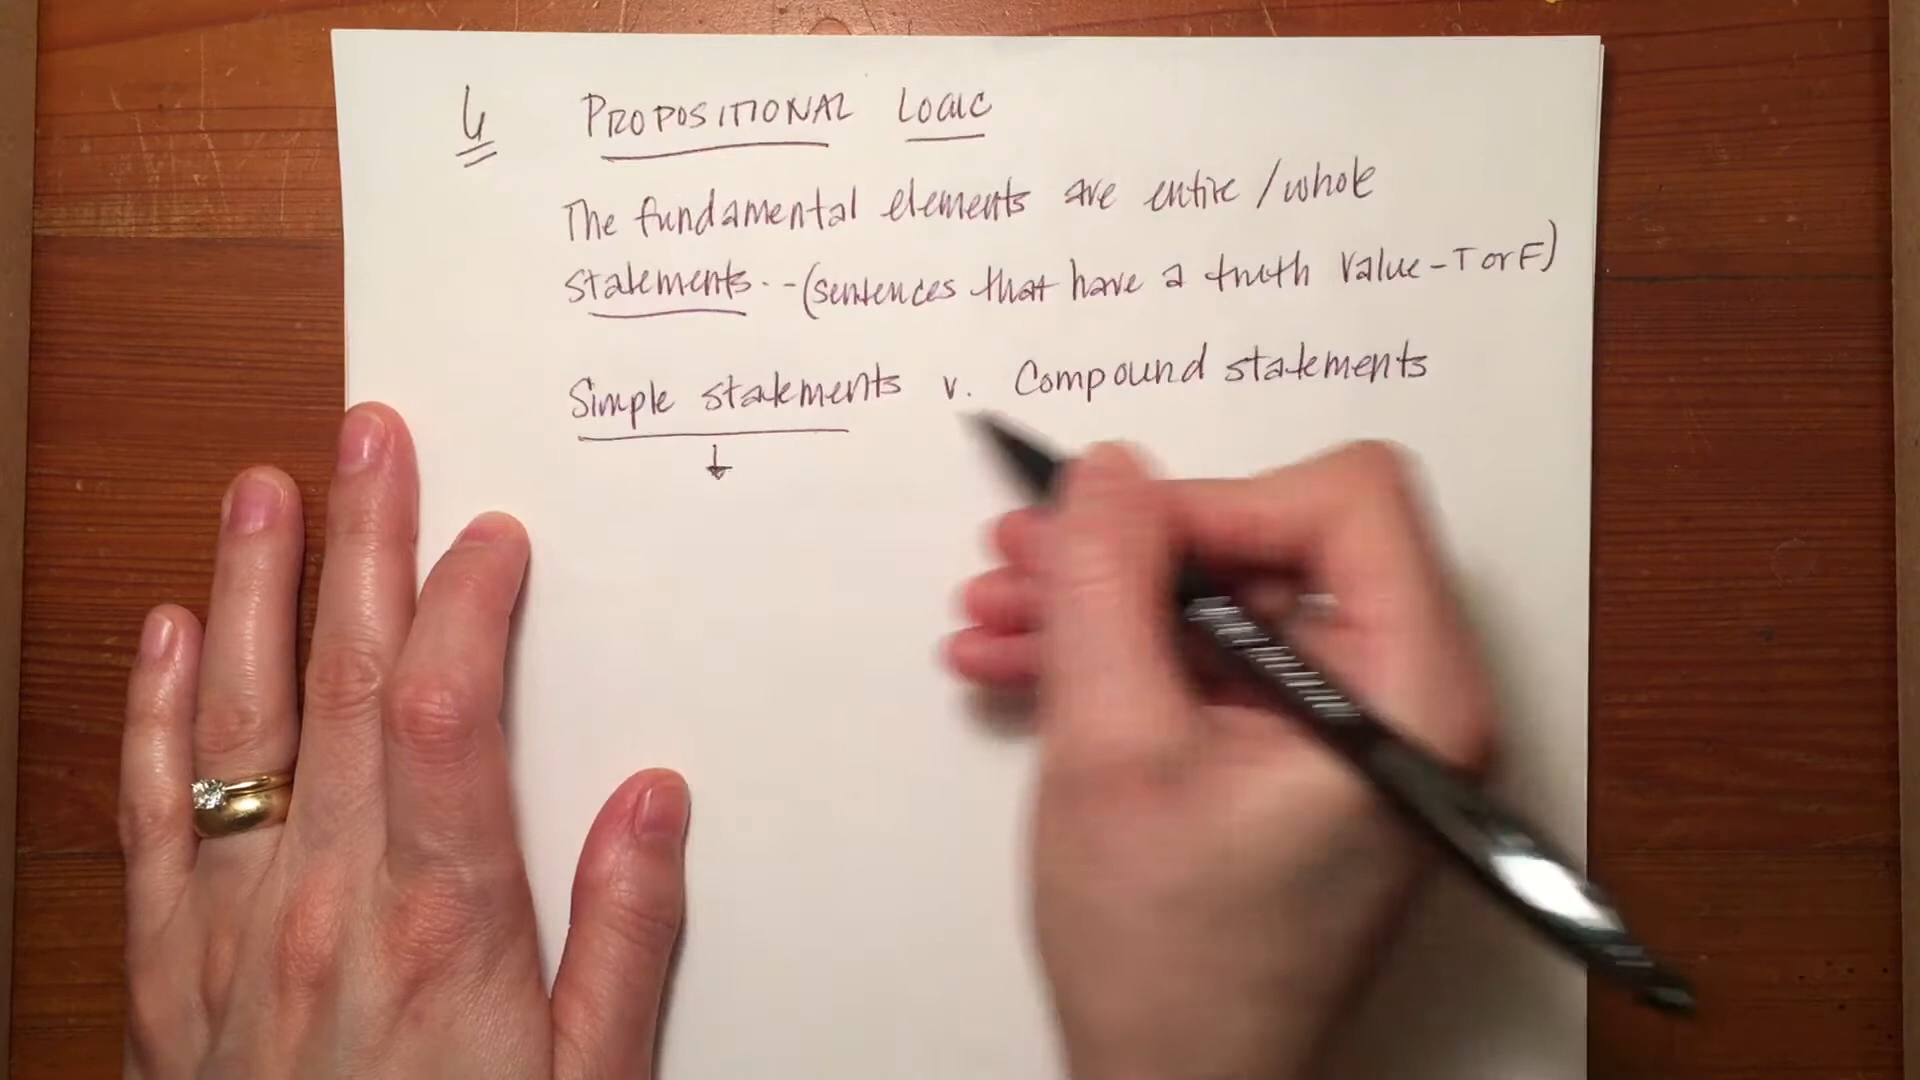 4 PROPOSITIONAL LOGIC
The fundamental elements are entire/whole
statements. - (sentences that have a truth value-T or F)
Simple statements v. Compound statements